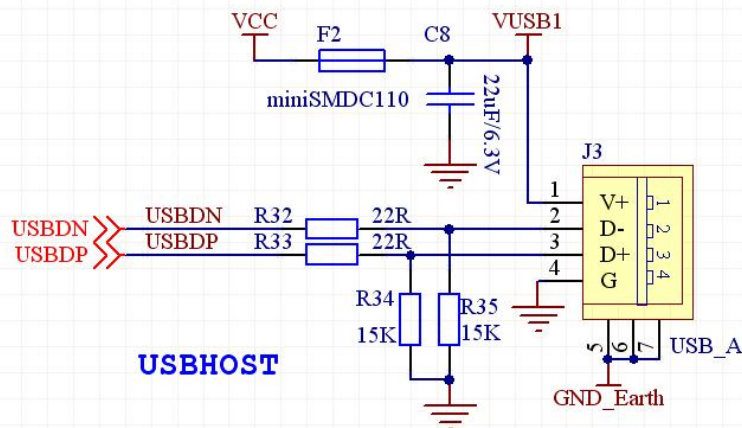 VCC
F2
C8
VUSB1
miniSMDC110
22uF/6.3V
J3
1
V+
1
USBDN
USBDN
R32
22R
2
D-
2
USBDP
USBDP
R33
22R
3
D+
3
4
G
4
R34
15K
R35
15K
USBHOST
5
6
7
USB_A
GND_Earth